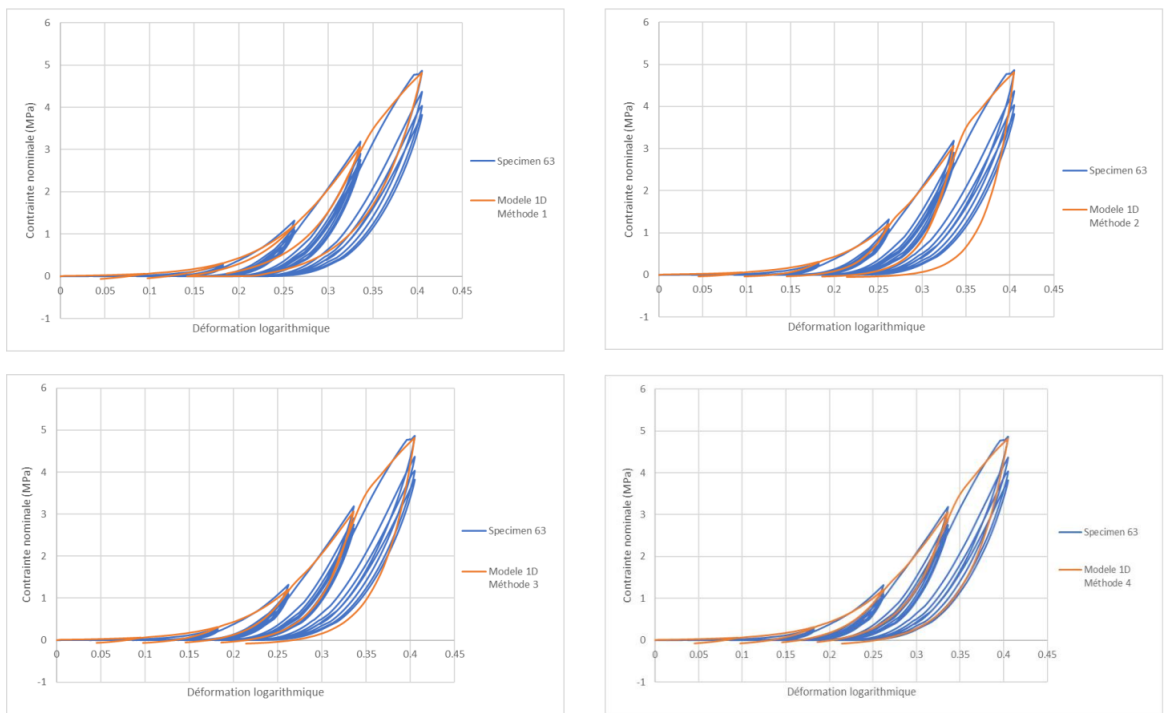 6
5
4
3
2
1
0
-1
0 0.05 0.1 0.15 0.2 0.25 0.3 0.35 0.4 0.45
Contrainte nominale (MPa)
Déformation logarithmique
Specimen 63
Modele 1D
Méthode 1
6
5
4
3
2
1
0
-1
0 0.05 0.1 0.15 0.2 0.25 0.3 0.35 0.4 0.45
Contrainte nominale (MPa)
Déformation logarithmique
Specimen 63
Modele 1D
Méthode 2
6
5
4
3
2
1
0
-1
0 0.05 0.1 0.15 0.2 0.25 0.3 0.35 0.4 0.45
Contrainte nominale (MPa)
Déformation logarithmique
Specimen 63
Modele 1D
Méthode 3
6
5
4
3
2
1
0
-1
0 0.05 0.1 0.15 0.2 0.25 0.3 0.35 0.4 0.45
Contrainte nominale (MPa)
Déformation logarithmique
Specimen 63
Modele 1D
Méthode 4